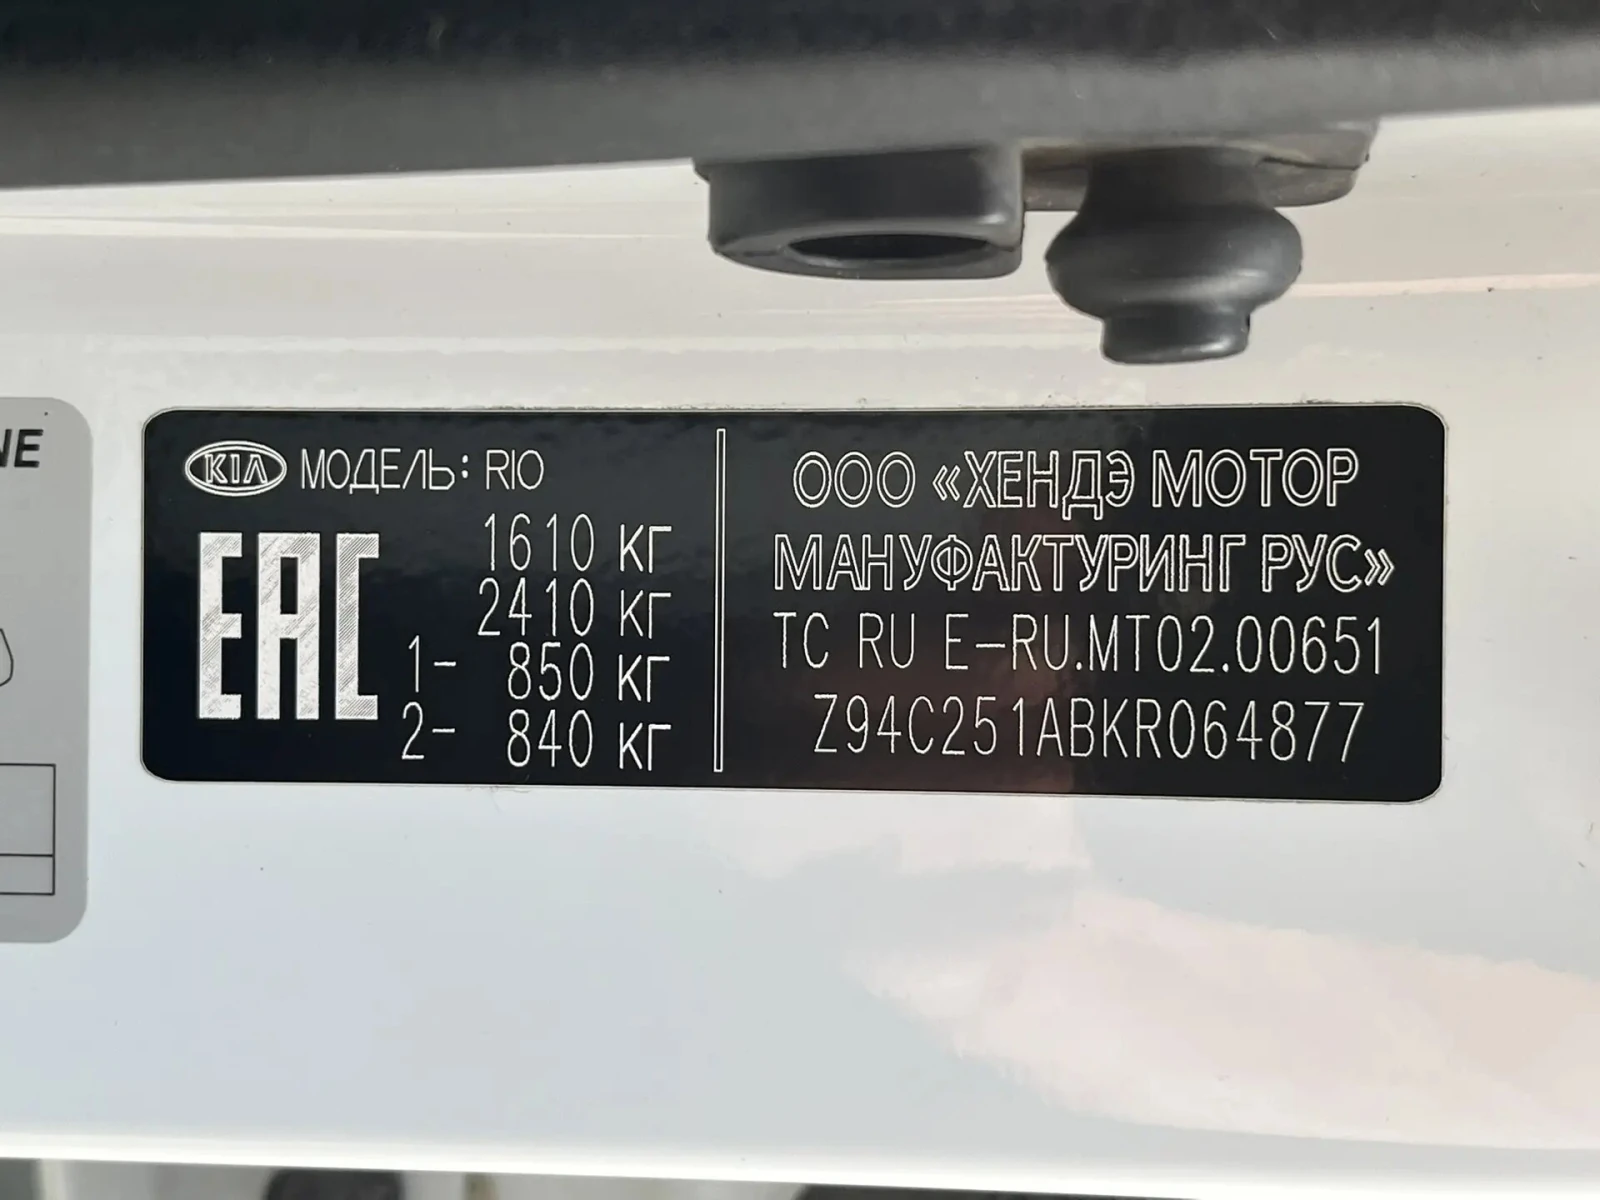 NE
KIA МОДЕЛЬ: RIO
EAC
1610 КГ
2410 КГ
1- 850 КГ
2- 840 КГ
ООО «ХЕНДЭ МОТОР
МАНУФАКТУРИНГ РУС»
TC RU E-RU.MT02.00651
Z94C251ABKR064877